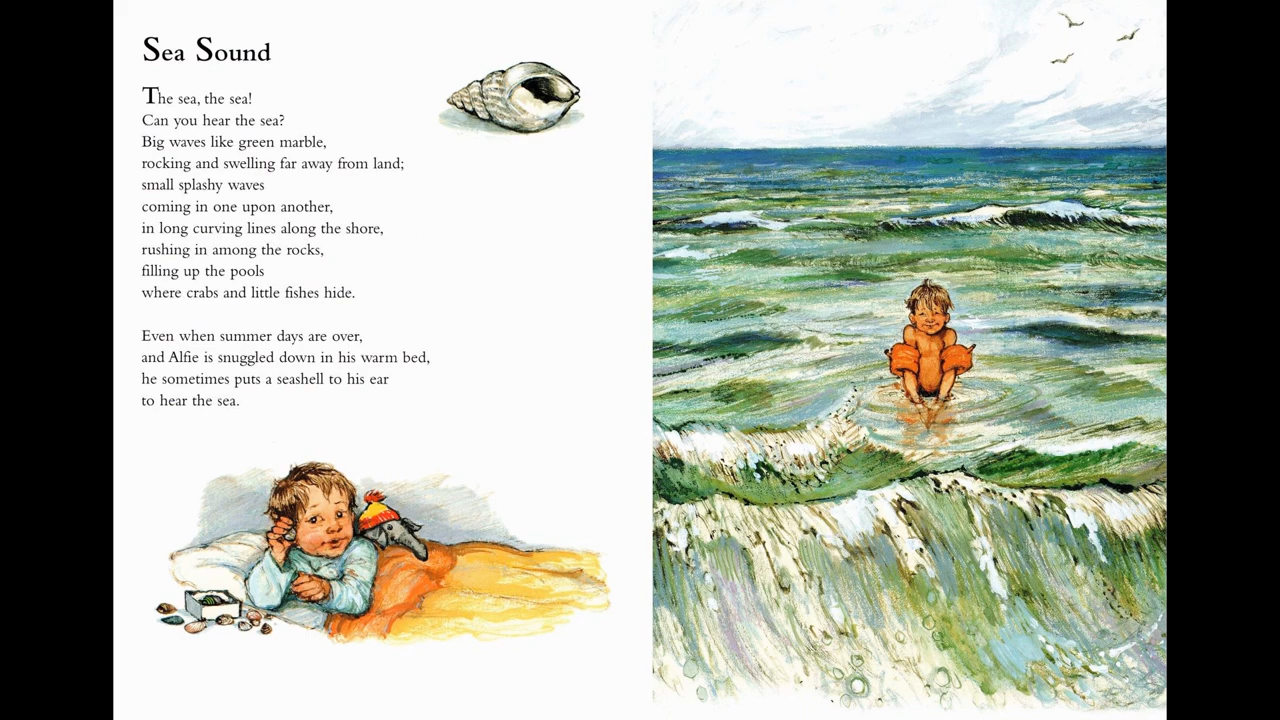 Sea Sound
The sea, the sea!
Can you hear the sea?
Big waves like green marble,
rocking and swelling far away from land;
small splashy waves
coming in one upon another,
in long curving lines along the shore,
rushing in among the rocks,
filling up the pools
where crabs and little fishes hide.
Even when summer days are over,
and Alfie is snuggled down in his warm bed,
he sometimes puts a seashell to his ear
to hear the sea.